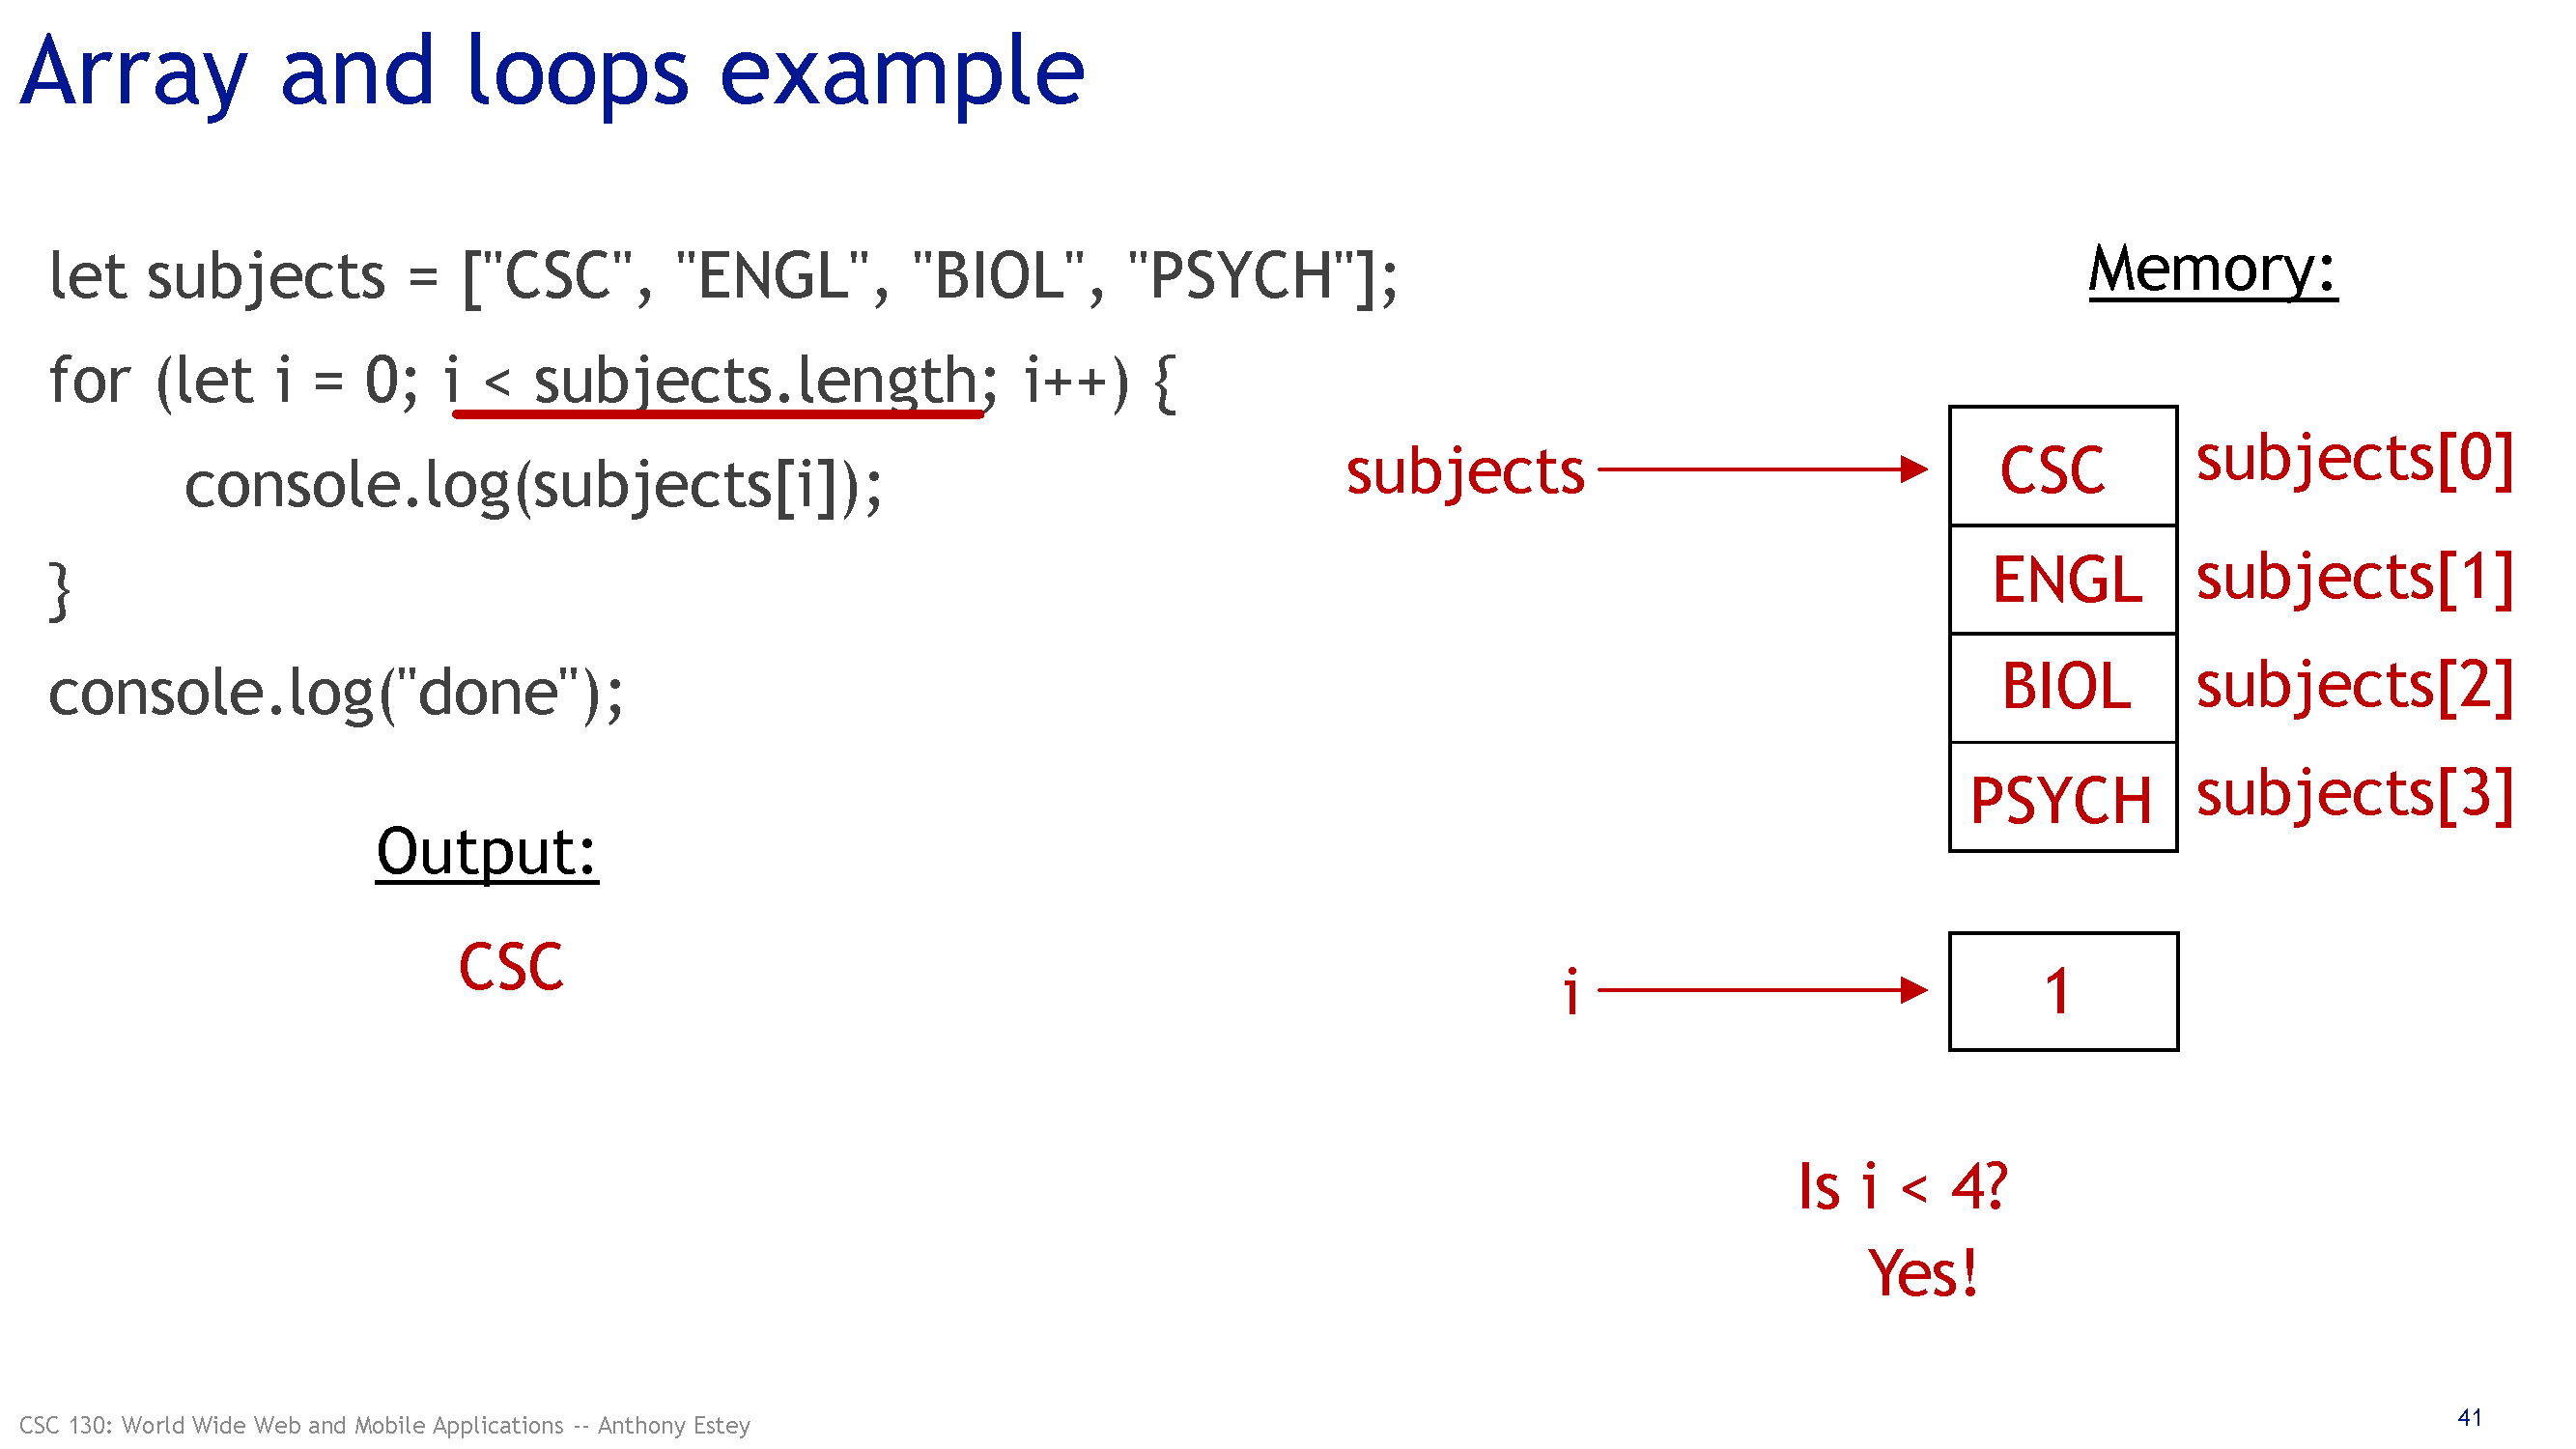 Array and loops example
let subjects = ["CSC", "ENGL", "BIOL", "PSYCH"];
for (let i = 0; i < subjects.length; i++) {
console.log(subjects[i]);
}
console.log("done");
Output:
CSC
Memory:
subjects
CSC subjects[0]
ENGL subjects[1]
BIOL subjects[2]
PSYCH subjects[3]
i
1
Is i < 4?
Yes!
CSC 130: World Wide Web and Mobile Applications -- Anthony Estey
41